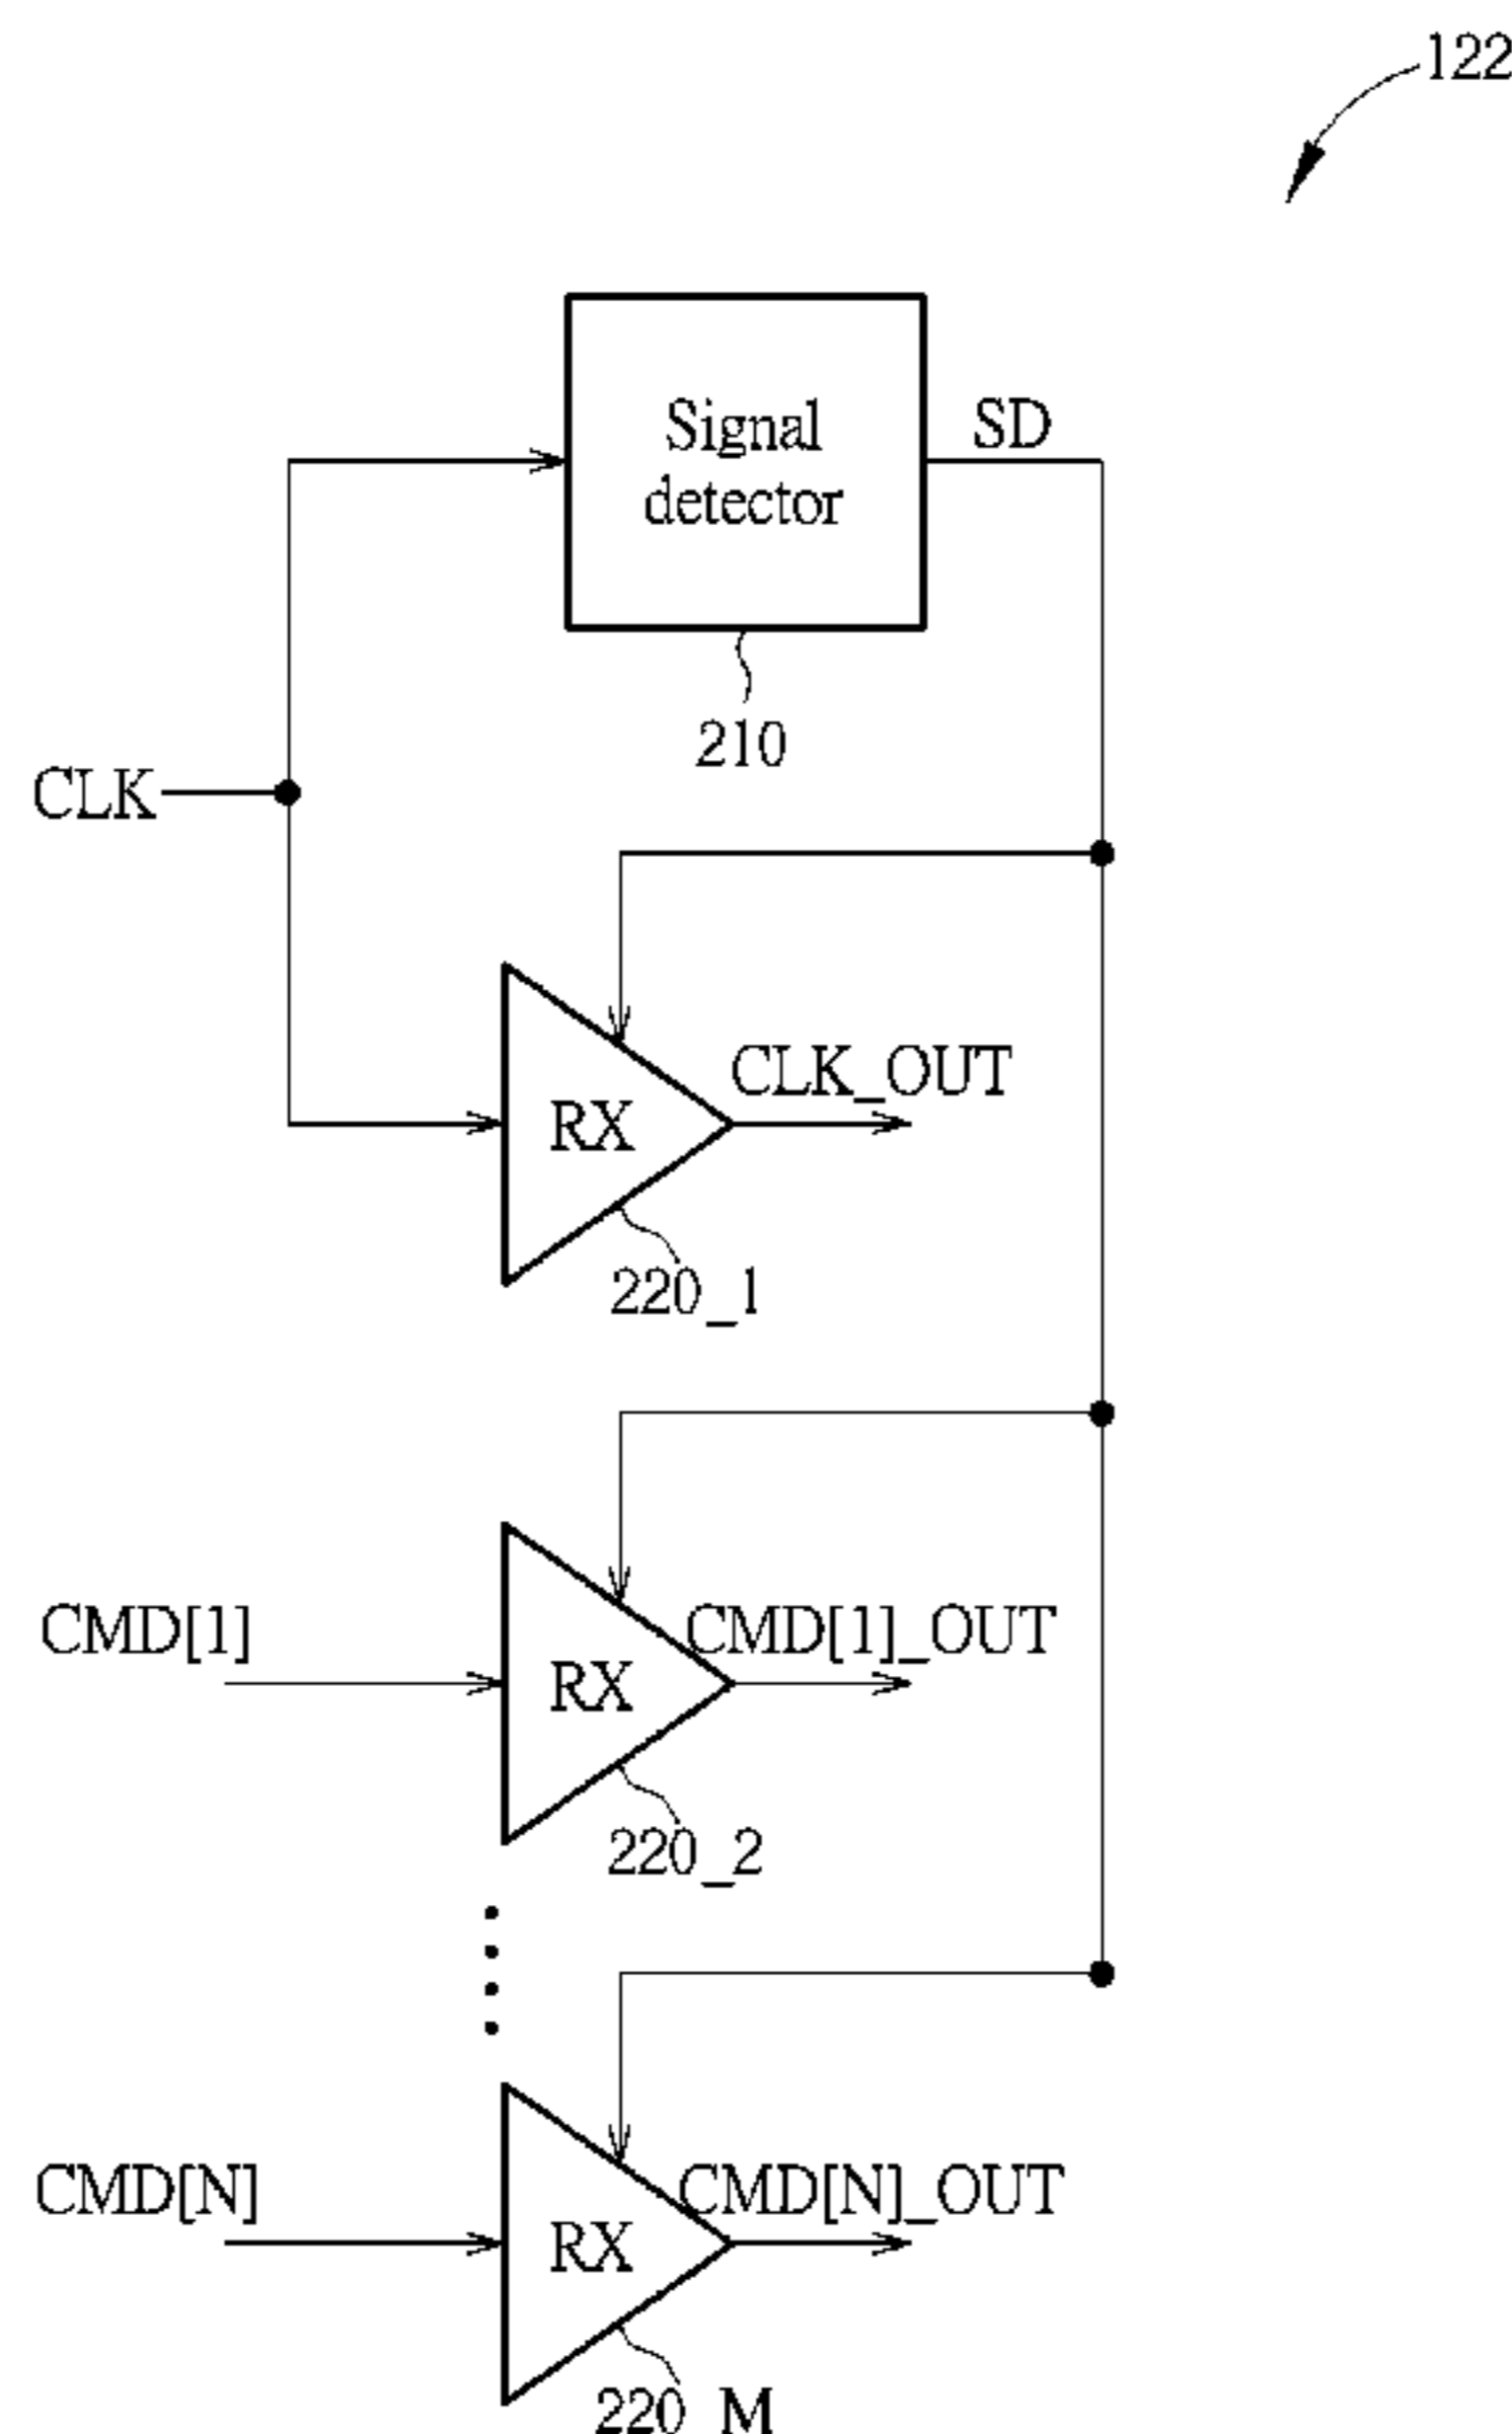 122
Signal
detector
SD
210
CLK
CLK_OUT
RX
220_1
CMD[1]
CMD[1]_OUT
RX
220_2
CMD[N]
CMD[N]_OUT
RX
220_M